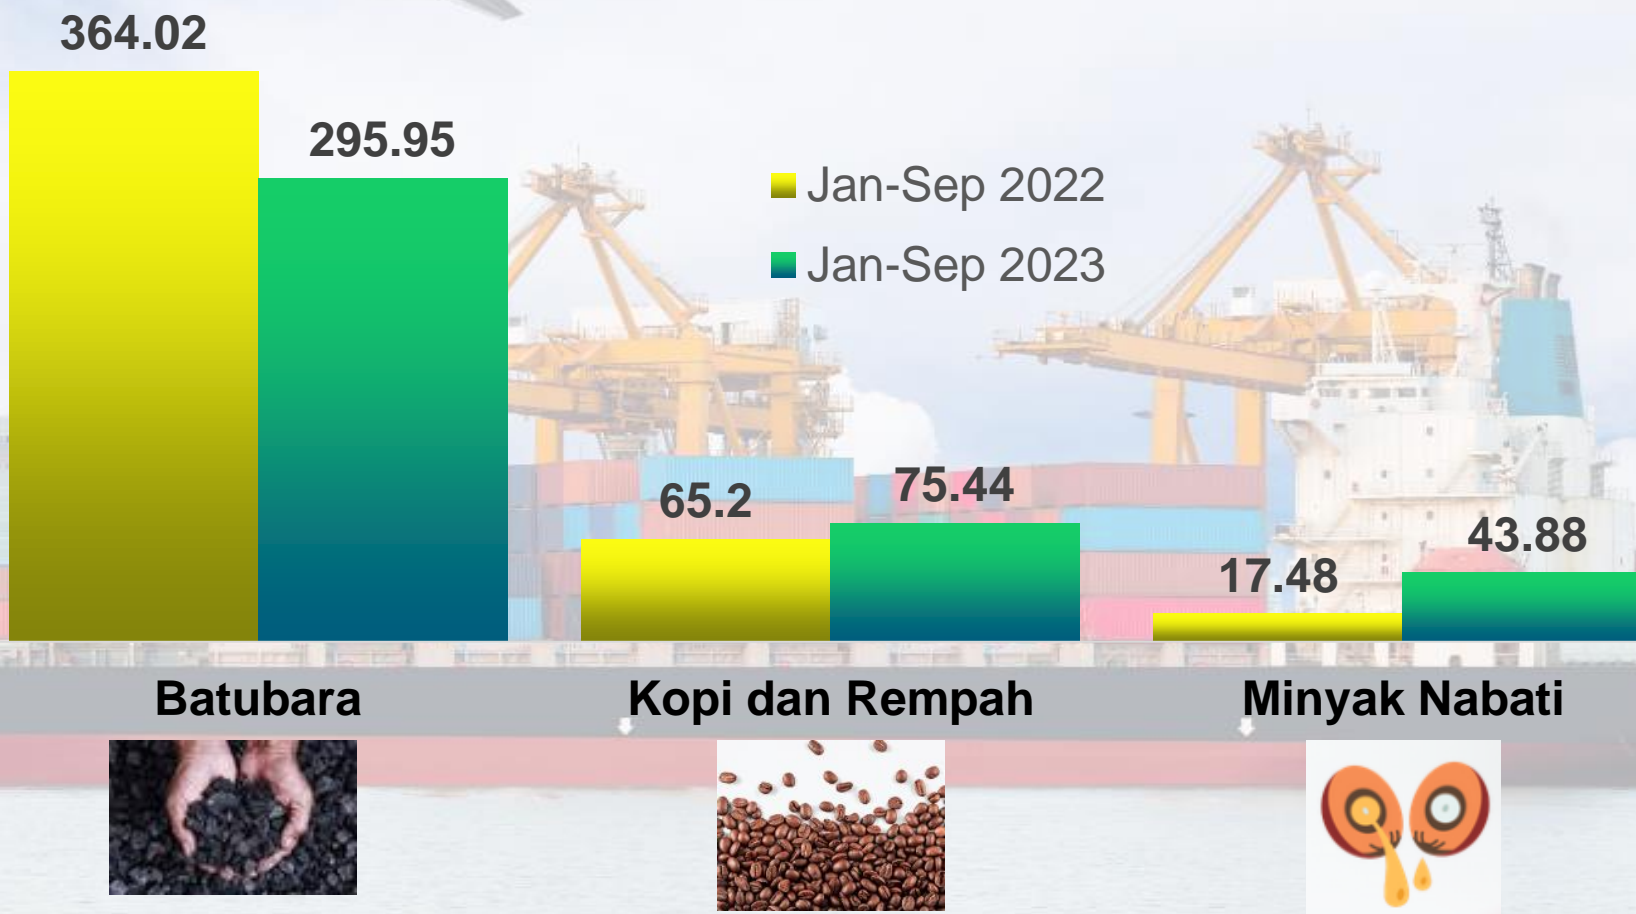 364.02
295.95
Jan-Sep 2022
Jan-Sep 2023
65.2
75.44
17.48
43.88
Batubara
Kopi dan Rempah
Minyak Nabati